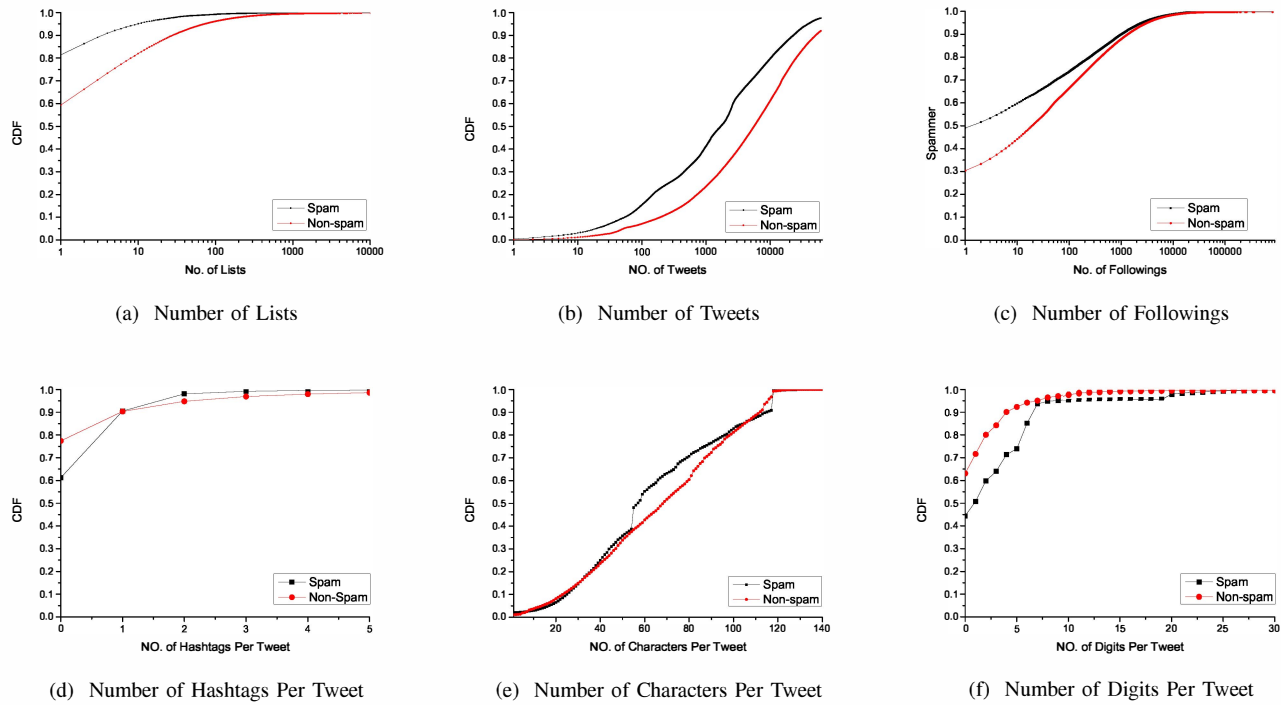 1.0
0.9
0.8
0.7
0.6
0.5
0.4
0.3
0.2
0.1
0.0
CDF
Spam
Non-spam
1 10 100 1000 10000
No. of Lists
(a) Number of Lists
1.0
0.9
0.8
0.7
0.6
0.5
0.4
0.3
0.2
0.1
0.0
CDF
Spam
Non-spam
1 10 100 1000 10000
NO. of Tweets
(b) Number of Tweets
1.0
0.9
0.8
0.7
0.6
0.5
0.4
0.3
0.2
0.1
0.0
Spammer
Spam
Non-spam
1 10 100 1000 10000 100000
No. of Followings
(c) Number of Followings
1.0
0.9
0.8
0.7
0.6
0.5
0.4
0.3
0.2
0.1
0.0
CDF
Spam
Non-Spam
0 1 2 3 4 5
NO. of Hashtags Per Tweet
(d) Number of Hashtags Per Tweet
1.0
0.9
0.8
0.7
0.6
0.5
0.4
0.3
0.2
0.1
0.0
CDF
Spam
Non-spam
20 40 60 80 100 120 140
NO. of Characters Per Tweet
(e) Number of Characters Per Tweet
1.0
0.9
0.8
0.7
0.6
0.5
0.4
0.3
0.2
0.1
0.0
CDF
Spam
Non-spam
0 5 10 15 20 25 30
NO. of Digits Per Tweet
(f) Number of Digits Per Tweet